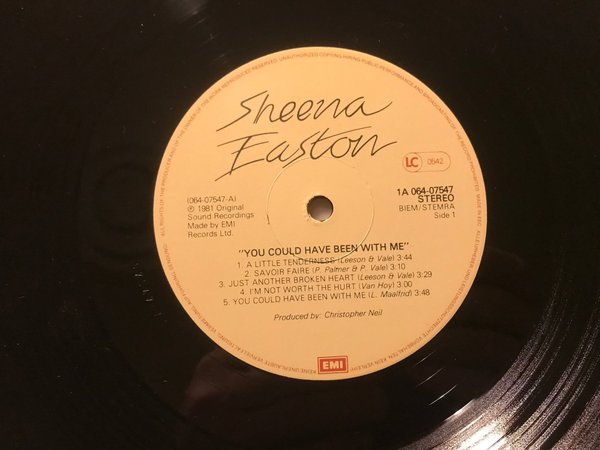 Sheena
Easton
LC 0542
(064-07547-A)
℗ 1981 Original
Sound Recordings
Made by EMI
Records Ltd.
1A 064-07547
STEREO
BIEM/STEMRA
Side 1
"YOU COULD HAVE BEEN WITH ME"
1. A LITTLE TENDERNESS (Leeson & Vale) 3:44
2. SAVOIR FAIRE (P. Palmer & P. Vale) 3:10
3. JUST ANOTHER BROKEN HEART (Leeson & Vale) 3:29
4. I'M NOT WORTH THE HURT (Van Hoy) 3:00
5. YOU COULD HAVE BEEN WITH ME (L. Maalfrid) 3:48
Produced by: Christopher Neil
EMI